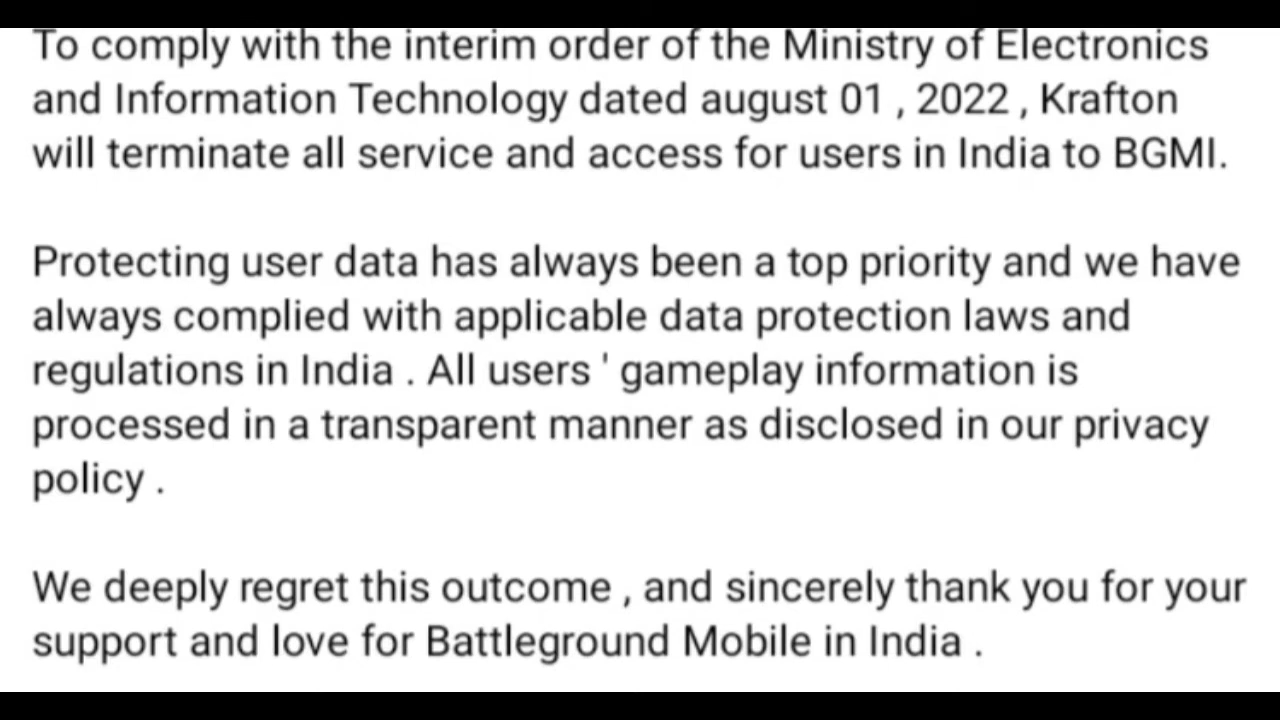 To comply with the interim order of the Ministry of Electronics
and Information Technology dated august 01 , 2022 , Krafton
will terminate all service and access for users in India to BGMI.
Protecting user data has always been a top priority and we have
always complied with applicable data protection laws and
regulations in India . All users ' gameplay information is
processed in a transparent manner as disclosed in our privacy
policy .
We deeply regret this outcome , and sincerely thank you for your
support and love for Battleground Mobile in India .